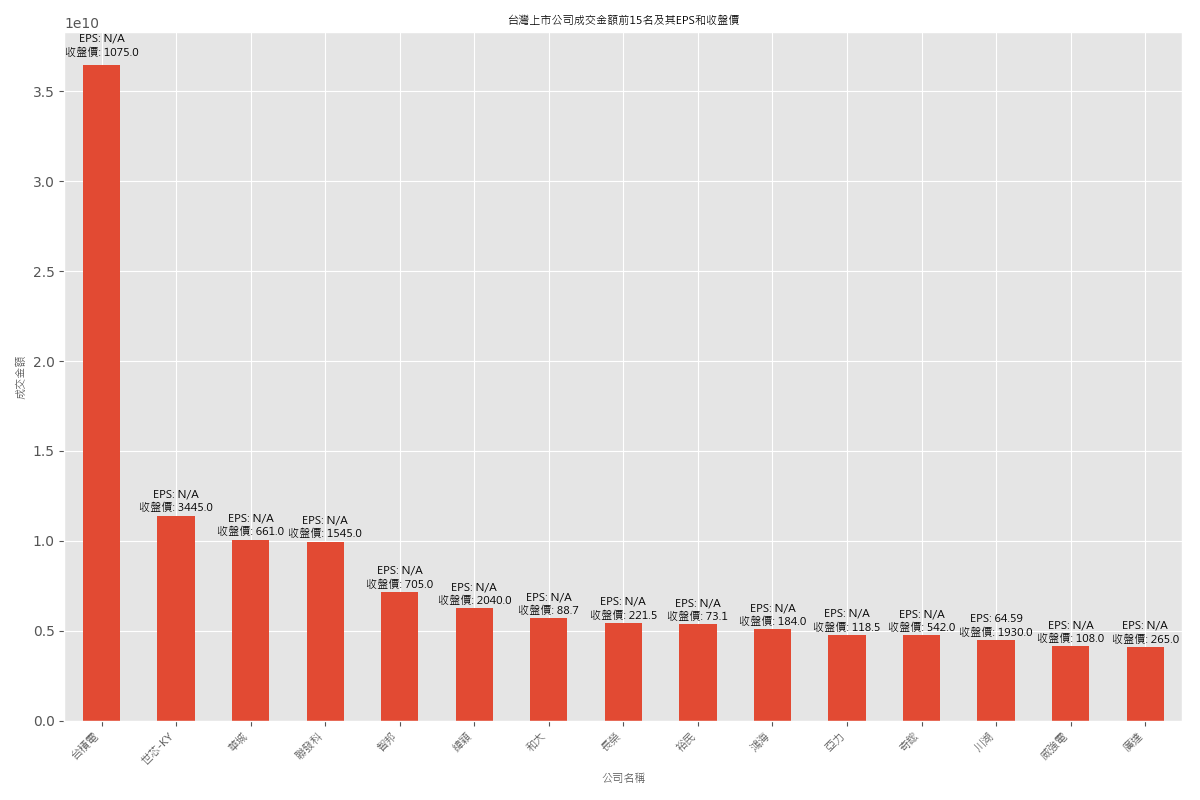 台灣上市公司成交金額前15名及其EPS和收盤價
1e10
EPS: N/A
收盤價: 1075.0
EPS: N/A
收盤價: 3445.0
EPS: N/A
收盤價: 661.0
EPS: N/A
收盤價: 1545.0
EPS: N/A
收盤價: 705.0
EPS: N/A
收盤價: 2040.0
EPS: N/A
收盤價: 88.7
EPS: N/A
收盤價: 221.5
EPS: N/A
收盤價: 73.1
EPS: N/A
收盤價: 184.0
EPS: N/A
收盤價: 118.5
EPS: N/A
收盤價: 542.0
EPS: 64.59
收盤價: 1930.0
EPS: N/A
收盤價: 108.0
EPS: N/A
收盤價: 265.0
3.5
3.0
2.5
2.0
1.5
1.0
0.5
0.0
成交金額
台積電
世芯-KY
華城
聯發科
智邦
緯穎
和大
長榮
裕民
鴻海
亞力
奇鋐
川湖
威強電
廣達
公司名稱